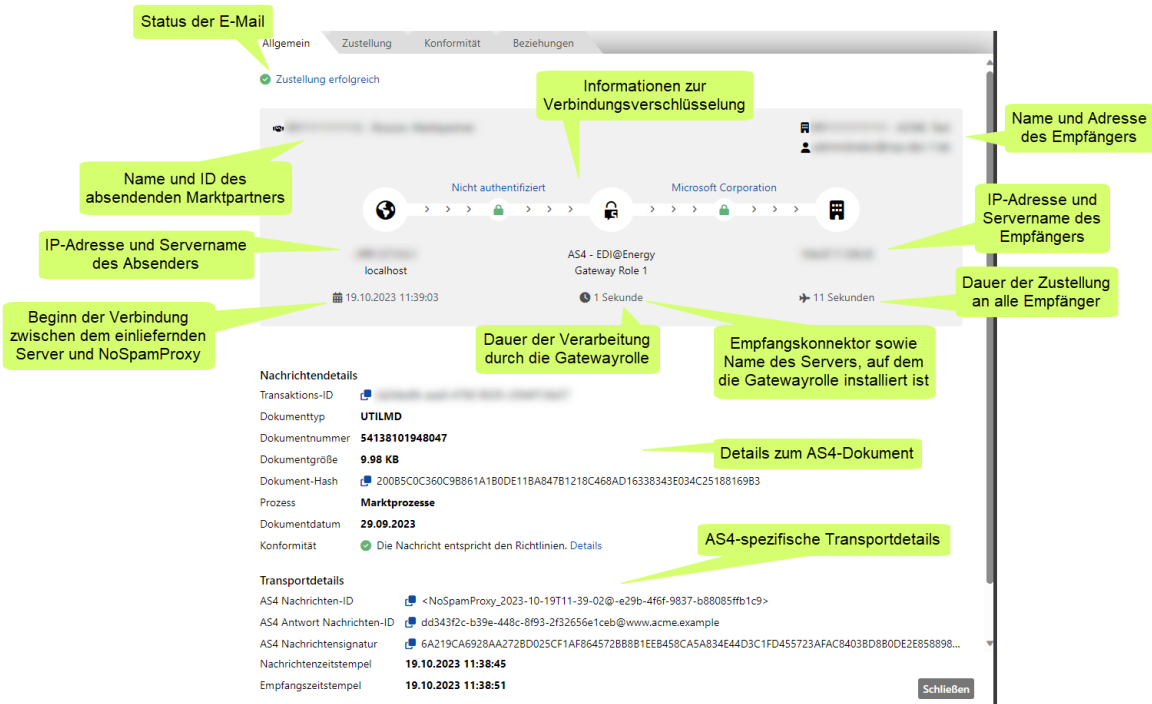 Status der E-Mail
Allgemein Zustellung Konformität Beziehungen
Zustellung erfolgreich
Informationen zur
Verbindungsverschlüsselung
Name und Adresse
des Empfängers
Name und ID des
absendenden Marktpartners
Nicht authentifiziert
Microsoft Corporation
IP-Adresse und
Servername des
Empfängers
IP-Adresse und Servername
des Absenders
localhost
AS4 - EDI@Energy
Gateway Role 1
19.10.2023 11:39:03
1 Sekunde
11 Sekunden
Dauer der Zustellung
an alle Empfänger
Beginn der Verbindung
zwischen dem einliefernden
Server und NoSpamProxy
Dauer der Verarbeitung
durch die Gatewayrolle
Empfangskonnektor sowie
Name des Servers, auf dem
die Gatewayrolle installiert ist
Nachrichtendetails
Transaktions-ID
Dokumenttyp UTILMD
Dokumentnummer 54138101948047
Dokumentgröße 9.98 KB
Details zum AS4-Dokument
Dokument-Hash 200B5C0C360C9B861A1B0DE11BA847B1218C468AD16338343E034C25188169B3
Prozess Marktprozesse
Dokumentdatum 29.09.2023
Konformität Die Nachricht entspricht den Richtlinien. Details
AS4-spezifische Transportdetails
Transportdetails
AS4 Nachrichten-ID <NoSpamProxy_2023-10-19T11-39-02@-e29b-4f6f-9837-b88085ffb1c9>
AS4 Antwort Nachrichten-ID dd343f2c-b39e-448c-8f93-2f32656e1ceb@www.acme.example
AS4 Nachrichtensignatur 6A219CA6928AA272BD025CF1AF864572BB8B1EEB458CA5A834E44D3C1FD455723AFAC8403BD8B0DE2E858898...
Nachrichtenzeitstempel 19.10.2023 11:38:45
Empfangszeitstempel 19.10.2023 11:38:51
Schließen